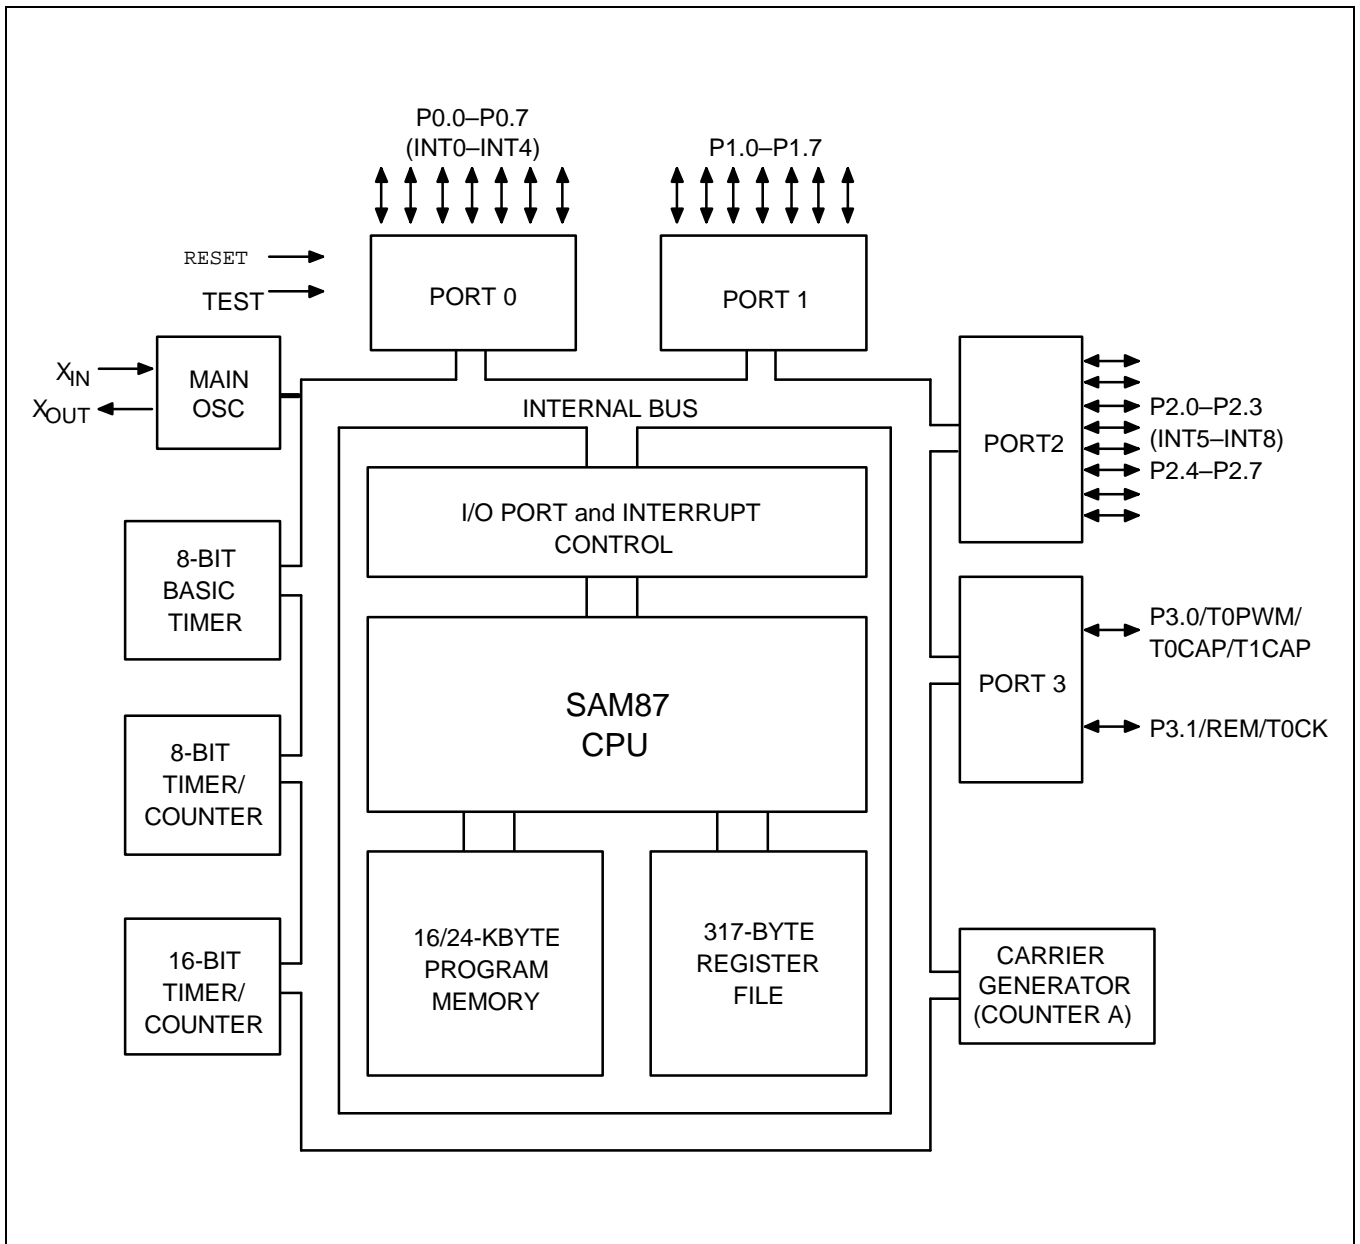 P0.0–P0.7
(INT0–INT4)
P1.0–P1.7
RESET
TEST
PORT 0
PORT 1
XIN
XOUT
MAIN
OSC
INTERNAL BUS
PORT2
P2.0–P2.3
(INT5–INT8)
P2.4–P2.7
I/O PORT and INTERRUPT
CONTROL
8-BIT
BASIC
TIMER
SAM87
CPU
PORT 3
P3.0/T0PWM/
T0CAP/T1CAP
P3.1/REM/T0CK
8-BIT
TIMER/
COUNTER
16-BIT
TIMER/
COUNTER
16/24-KBYTE
PROGRAM
MEMORY
317-BYTE
REGISTER
FILE
CARRIER
GENERATOR
(COUNTER A)